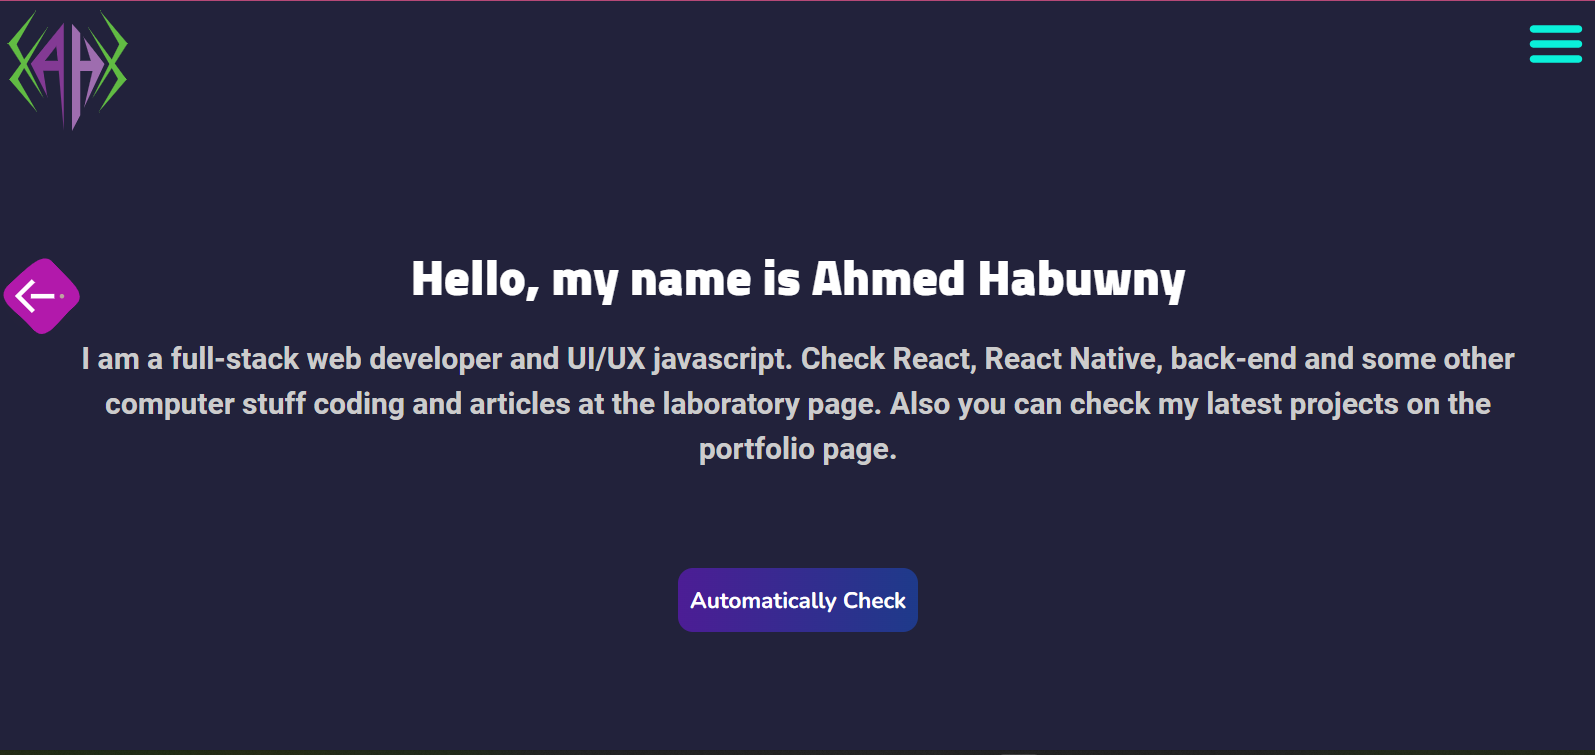 AH
Hello, my name is Ahmed Habuwny
I am a full-stack web developer and UI/UX javascript. Check React, React Native, back-end and some other
computer stuff coding and articles at the laboratory page. Also you can check my latest projects on the
portfolio page.
Automatically Check